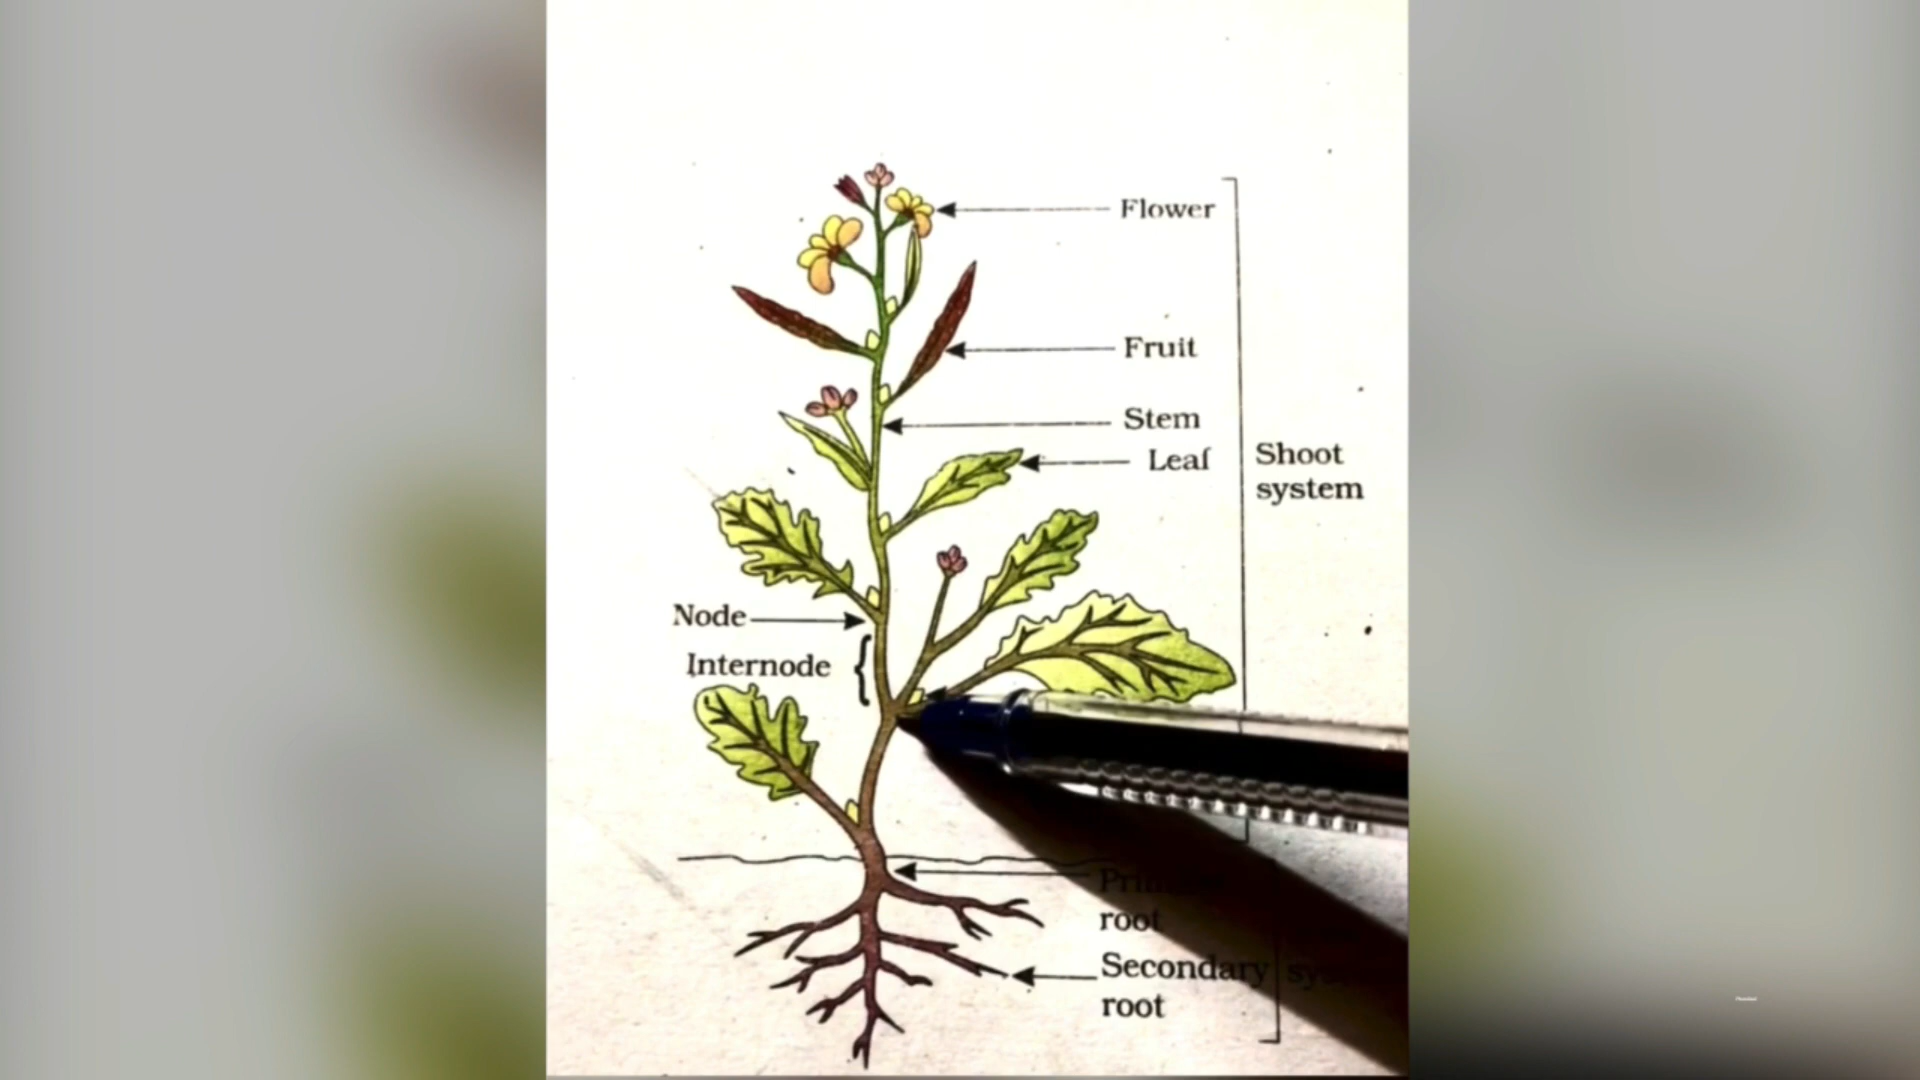 Flower
Fruit
Stem
Leaf
Shoot
system
Node
Internode
root
Secondary
root